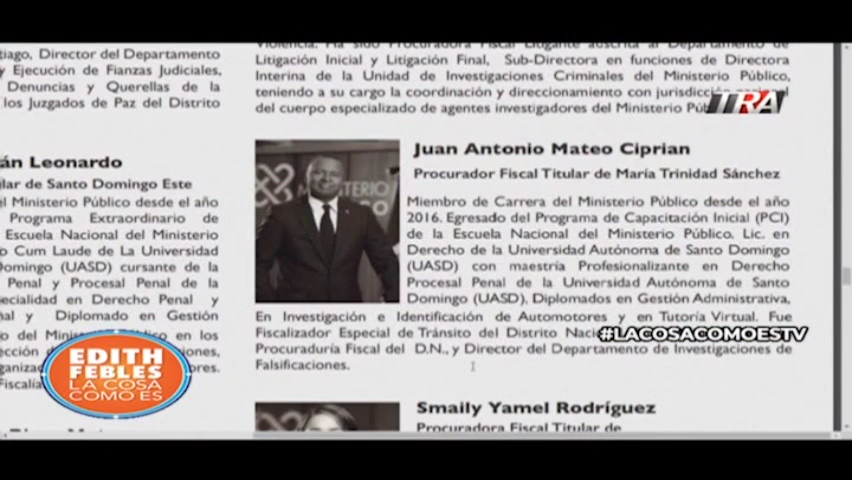 tiago, Director del Departamento
y Ejecución de Fianzas Judiciales,
Denuncias y Querellas de la
los Juzgados de Paz del Distrito
án Leonardo
lar de Santo Domingo Este
el Ministerio Público desde el año
Programa Extraordinario de
Escuela Nacional del Ministerio
Cum Laude de La Universidad
Domingo (UASD) cursante de la
Penal y Procesal Penal de la
pecialidad en Derecho Penal y
al y Diplomado en Gestión
del Minis en los
Fiscalía
EDITH
FEBLES
LA COSA
COMO ES
Violencia. Ha sido Procuradora Fiscal Litigante adscrita al Departamento de
Litigación Inicial y Litigación Final, Sub-Directora en funciones de Directora
Interina de la Unidad de Investigaciones Criminales del Ministerio Público,
teniendo a su cargo la coordinación y direccionamiento con jurisdicción
del cuerpo especializado de agentes investigadores del Ministerio
TRA
MINISTERIO
Juan Antonio Mateo Ciprian
Procurador Fiscal Titular de María Trinidad Sánchez
Miembro de Carrera del Ministerio Público desde el año
2016. Egresado del Programa de Capacitación Inicial (PCI)
de la Escuela Nacional del Ministerio Público. Lic. en
Derecho de la Universidad Autónoma de Santo Domingo
(UASD) con maestría Profesionalizante en Derecho
Procesal Penal de la Universidad Autónoma de Santo
Domingo (UASD). Diplomados en Gestión Administrativa,
En Investigación e Identificación de Automotores y en Tutoría Virtual. Fue
Fiscalizador Especial de Tránsito del Distrito Nacio
#LACOSACOMOESTV
Procuraduría Fiscal del D.N., y Director del Departamento de Investigaciones de
Falsificaciones.
Smaily Yamel Rodríguez
Procuradora Fiscal Titular de